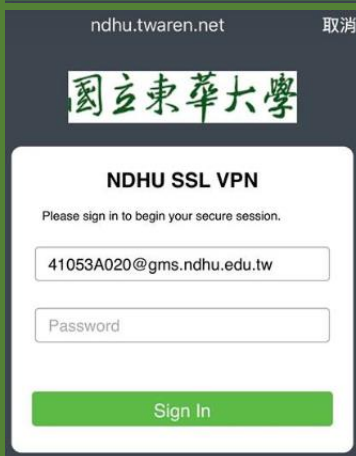 ndhu.twaren.net 取消
國立東華大學
NDHU SSL VPN
Please sign in to begin your secure session.
41053A020@gms.ndhu.edu.tw
Password
Sign In